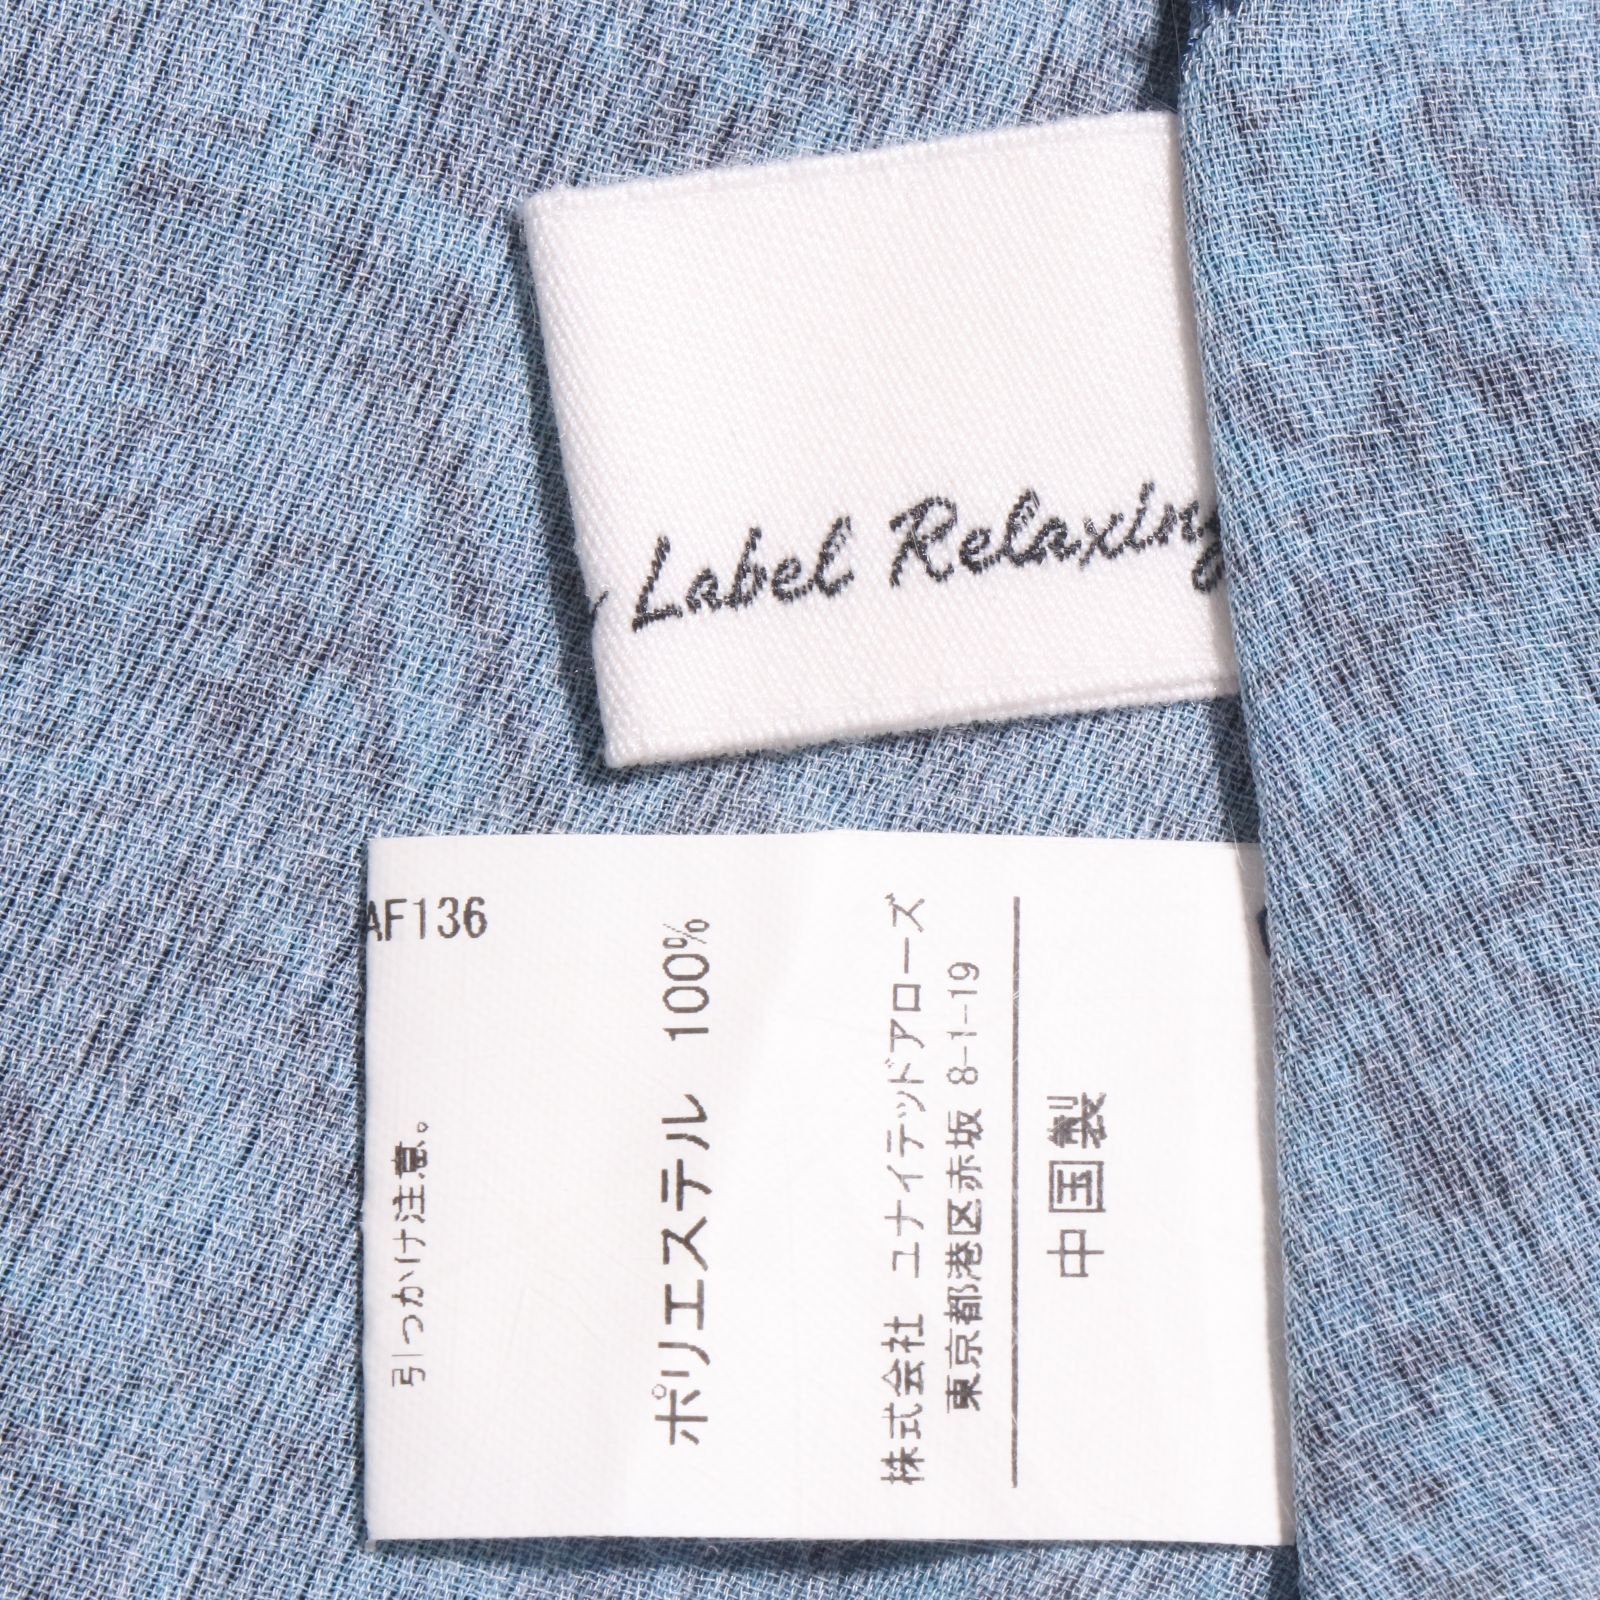 Label Relaxing
AF136
引っかけ注意。
ポリエステル 100%
株式会社 ユナイテッドアローズ
東京都港区赤坂 8-1-19
中国製